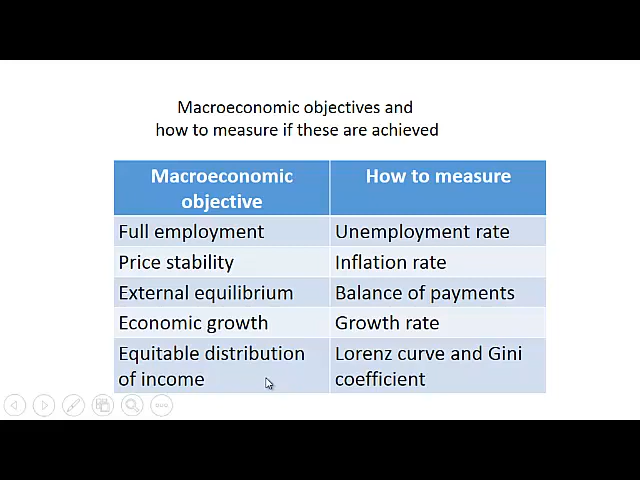 Macroeconomic objectives and
how to measure if these are achieved
Macroeconomic
objective
How to measure
Full employment
Unemployment rate
Price stability
Inflation rate
External equilibrium
Balance of payments
Economic growth
Growth rate
Equitable distribution
of income
Lorenz curve and Gini
coefficient